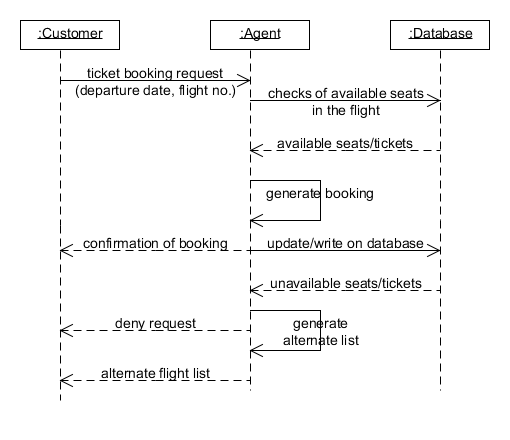 :Customer
:Agent
:Database
ticket booking request
(departure date, flight no.)
checks of available seats
in the flight
available seats/tickets
generate booking
confirmation of booking
update/write on database
unavailable seats/tickets
deny request
generate
alternate list
alternate flight list